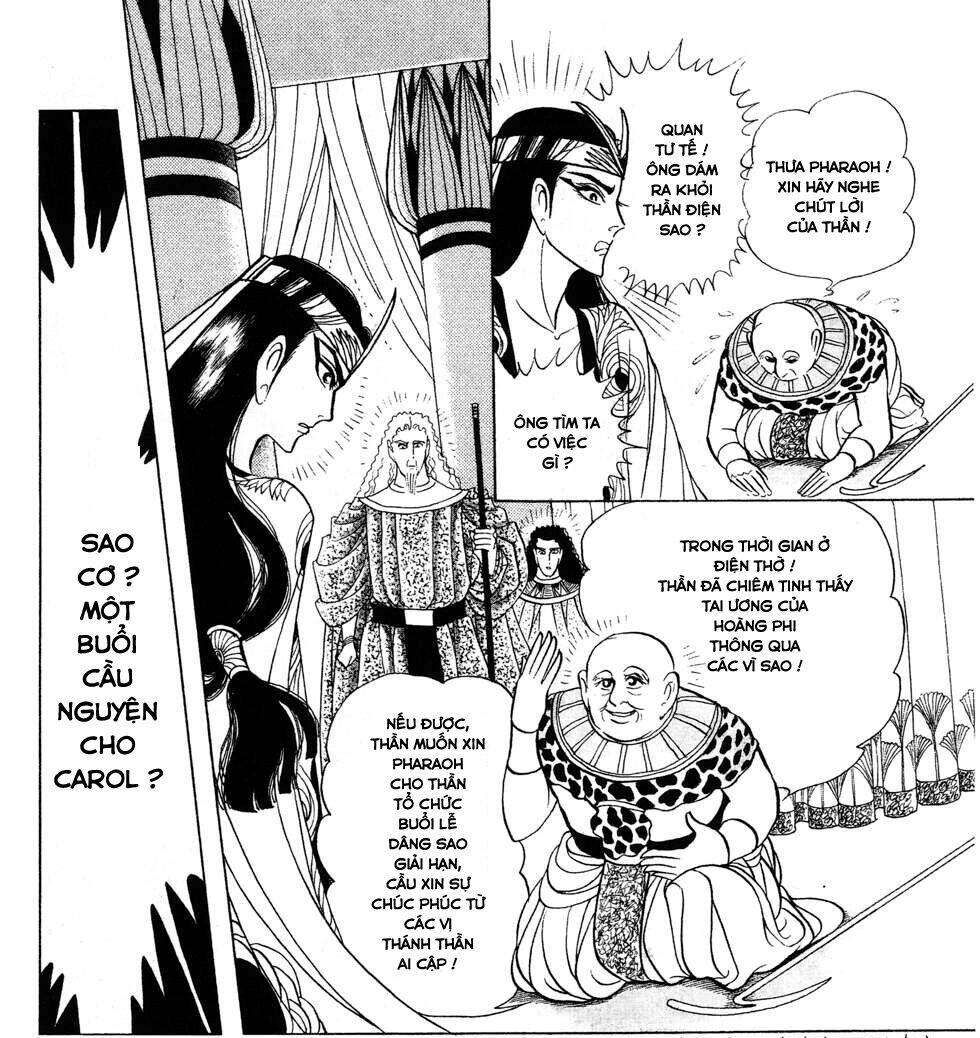 THƯA PHARAOH !
XIN HÃY NGHE
CHÚT LỜI
CỦA THẦN !
QUAN
TƯ TẾ !
ÔNG DÁM
RA KHỎI
THẦN ĐIỆN
SAO ?
ÔNG TÌM TA
CÓ VIỆC
GÌ ?
TRONG THỜI GIAN Ở
ĐIỆN THỜ !
THẦN ĐÃ CHIÊM TINH THẤY
TAI ƯƠNG CỦA
HOÀNG PHI
THÔNG QUA
CÁC VÌ SAO !
NẾU ĐƯỢC,
THẦN MUỐN XIN
PHARAOH
CHO THẦN
TỔ CHỨC
BUỔI LỄ
DÂNG SAO
GIẢI HẠN,
CẦU XIN SỰ
CHÚC PHÚC TỪ
CÁC VỊ
THÁNH THẦN
AI CẬP !
SAO
CƠ ?
MỘT
BUỔI
CẦU
NGUYỆN
CHO
CAROL ?